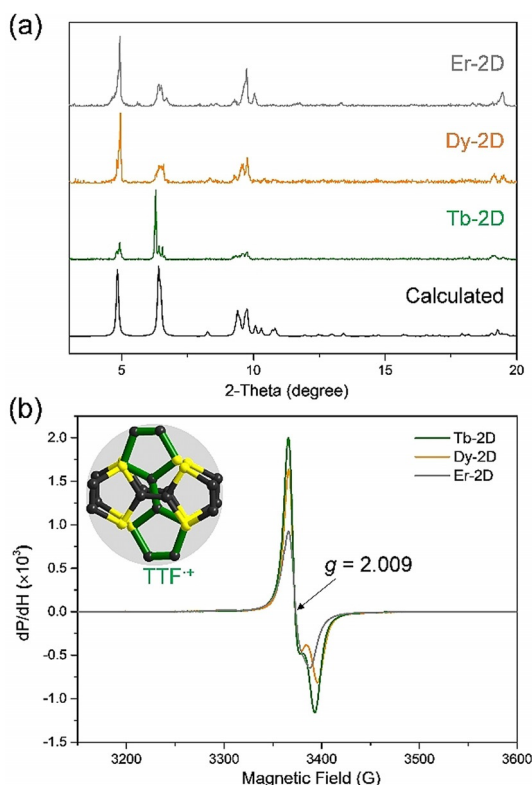 (a)
Er-2D
Dy-2D
Tb-2D
Calculated
5
10
15
20
2-Theta (degree)
(b)
Tb-2D
Dy-2D
Er-2D
TTF·+
g = 2.009
dP/dH (×10³)
2.0
1.5
1.0
0.5
0.0
-0.5
-1.0
-1.5
3200
3300
3400
3500
3600
Magnetic Field (G)